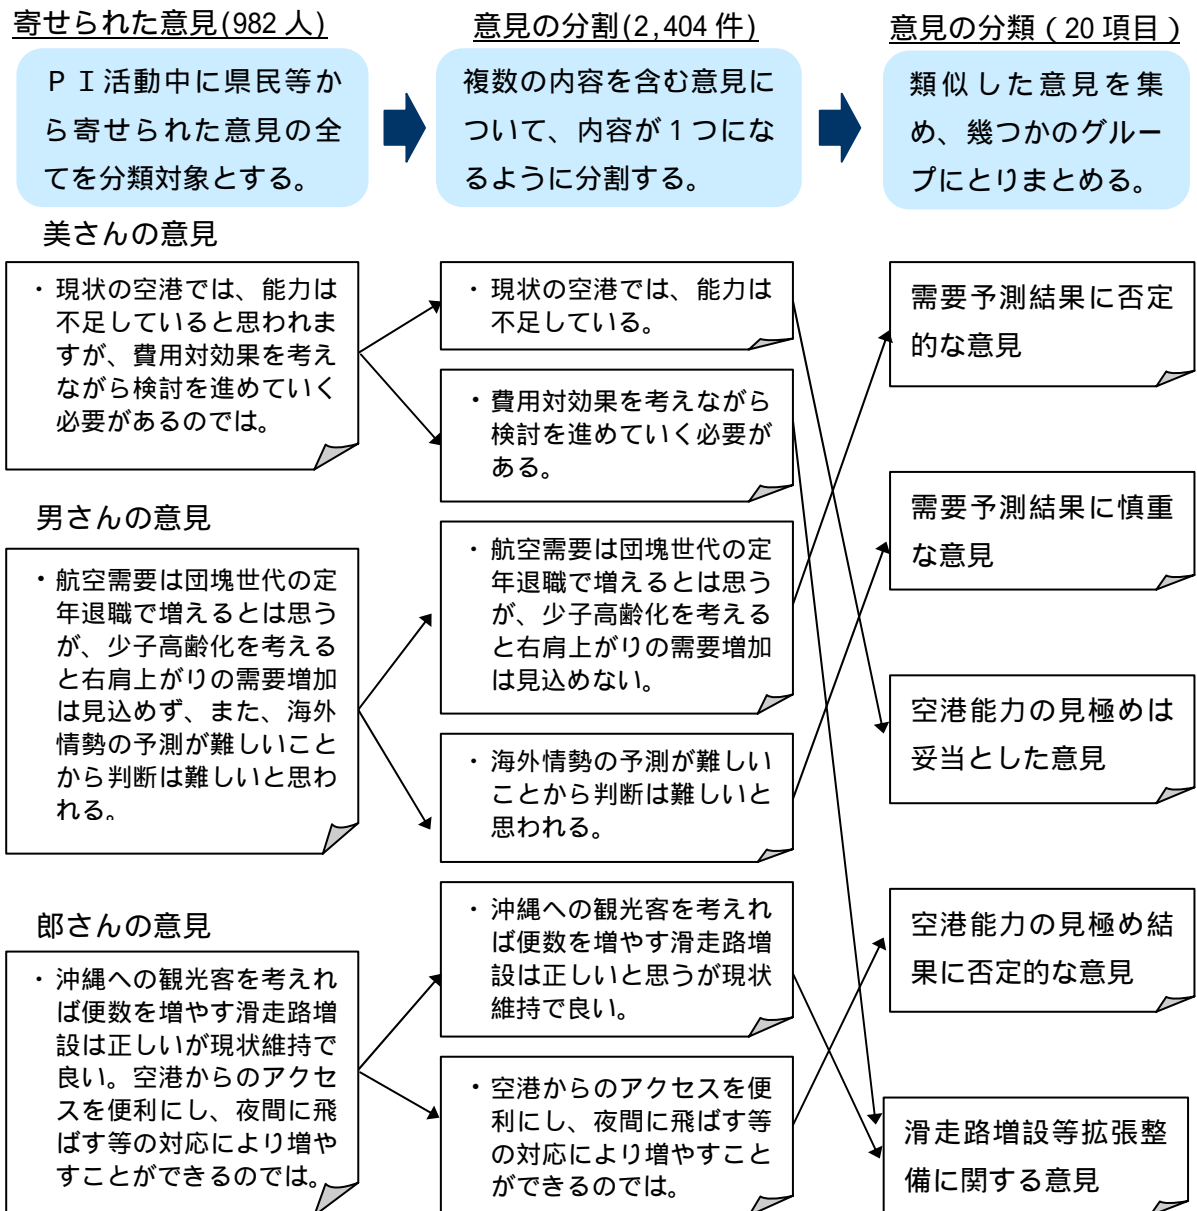 寄せられた意見(982 人)
ＰＩ活動中に県民等か
ら寄せられた意見の全
てを分類対象とする。
意見の分割(2,404 件)
複数の内容を含む意見に
ついて、内容が１つにな
るように分割する。
意見の分類（20 項目）
類似した意見を集
め、幾つかのグルー
プにとりまとめる。
美さんの意見
・現状の空港では、能力は
不足していると思われま
すが、費用対効果を考え
ながら検討を進めていく
必要があるのでは。
男さんの意見
・航空需要は団塊世代の定
年退職で増えるとは思う
が、少子高齢化を考える
と右肩上がりの需要増加
は見込めず、また、海外
情勢の予測が難しいこと
から判断は難しいと思わ
れる。
郎さんの意見
・沖縄への観光客を考えれ
ば便数を増やす滑走路増
設は正しいが現状維持で
良い。空港からのアクセ
スを便利にし、夜間に飛
ばす等の対応により増や
すことができるのでは。
・現状の空港では、能力は
不足している。
・費用対効果を考えながら
検討を進めていく必要が
ある。
・航空需要は団塊世代の定
年退職で増えるとは思う
が、少子高齢化を考える
と右肩上がりの需要増加
は見込めない。
・海外情勢の予測が難しい
ことから判断は難しいと
思われる。
・沖縄への観光客を考えれ
ば便数を増やす滑走路増
設は正しいと思うが現状
維持で良い。
・空港からのアクセスを便
利にし、夜間に飛ばす等
の対応により増やすこと
ができるのでは。
需要予測結果に否定
的な意見
需要予測結果に慎重
な意見
空港能力の見極めは
妥当とした意見
空港能力の見極め結
果に否定的な意見
滑走路増設等拡張整
備に関する意見